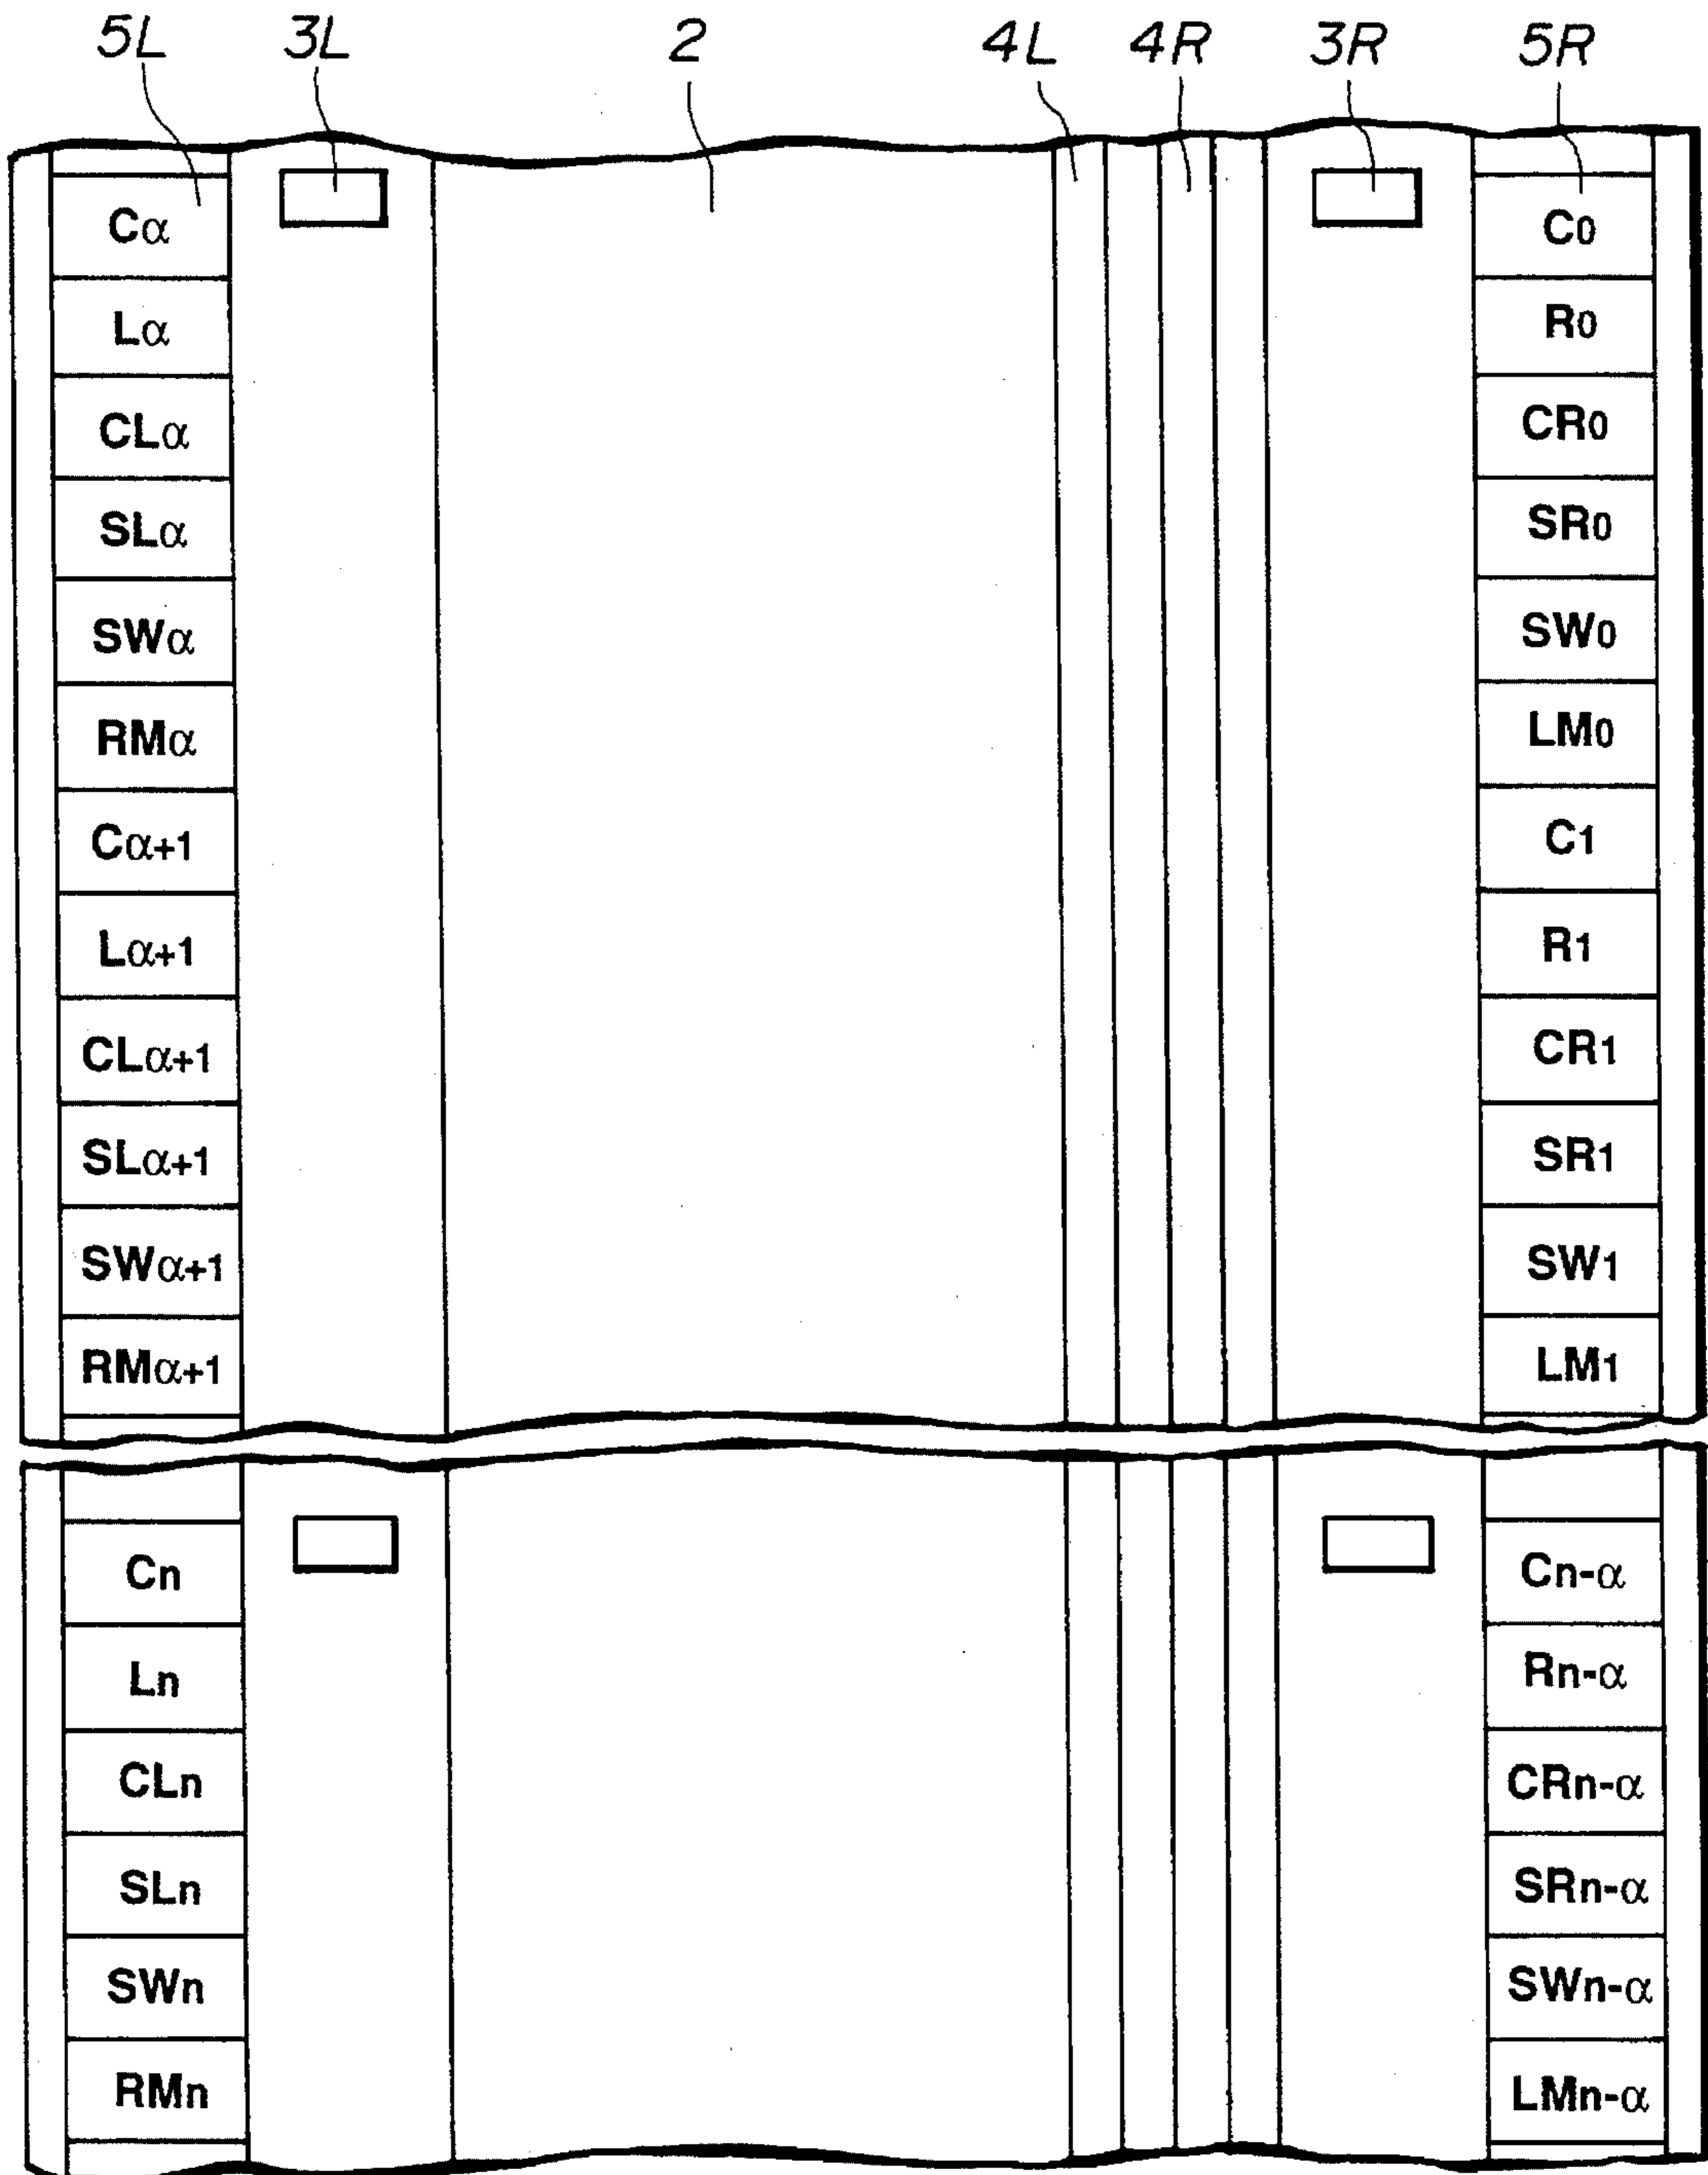 5L 3L 2 4L 4R 3R 5R
Cα C0
Lα R0
CLα CR0
SLα SR0
SWα SW0
RMα LM0
Cα+1 C1
Lα+1 R1
CLα+1 CR1
SLα+1 SR1
SWα+1 SW1
RMα+1 LM1
Cn Cn-α
Ln Rn-α
CLn CRn-α
SLn SRn-α
SWn SWn-α
RMn LMn-α